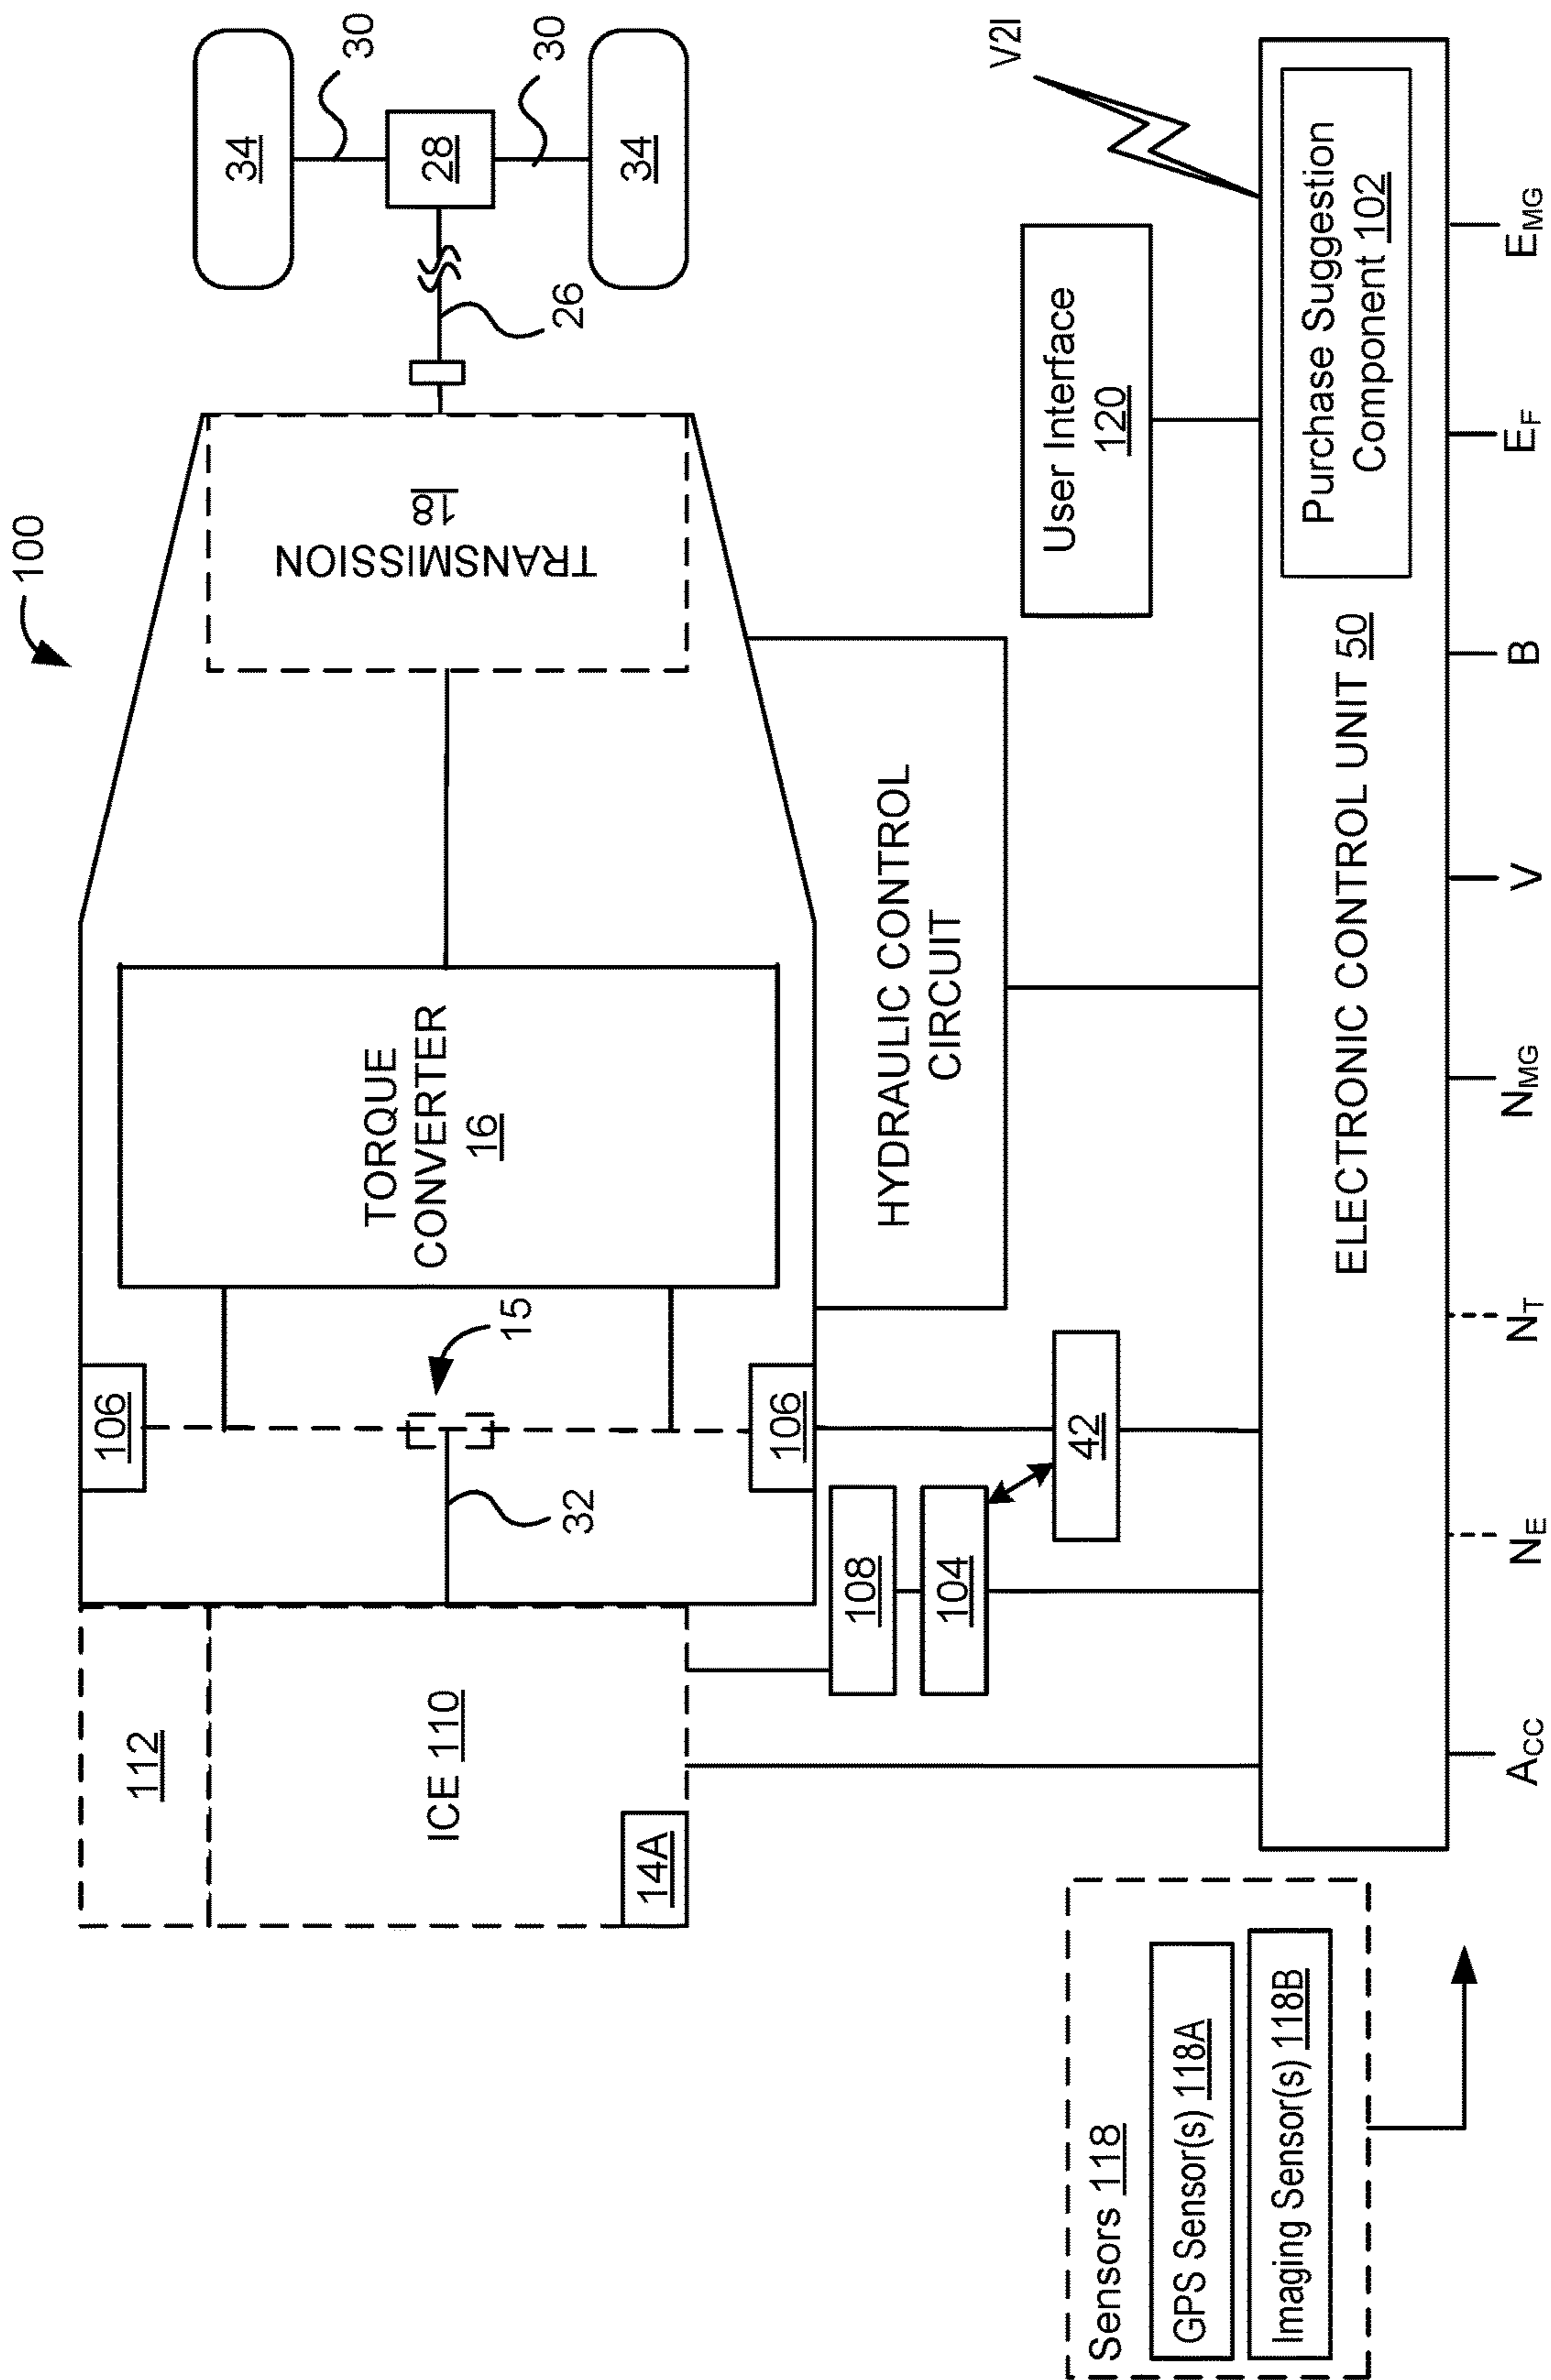 100
112
ICE 110
14A
106
106
32
15
TORQUE
CONVERTER
16
TRANSMISSION
18
26
28
30
30
34
34
108
104
42
HYDRAULIC CONTROL
CIRCUIT
User Interface
120
V2I
Sensors 118
GPS Sensor(s) 118A
Imaging Sensor(s) 118B
ELECTRONIC CONTROL UNIT 50
Purchase Suggestion
Component 102
ACC
NE
NT
NMG
V
B
EF
EMG